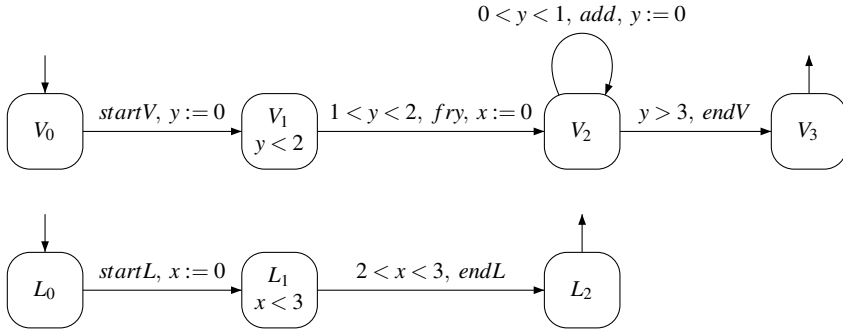 0 < y < 1, add, y := 0
V₀
startV, y := 0
V₁
y < 2
1 < y < 2, fry, x := 0
V₂
y > 3, endV
V₃
L₀
startL, x := 0
L₁
x < 3
2 < x < 3, endL
L₂